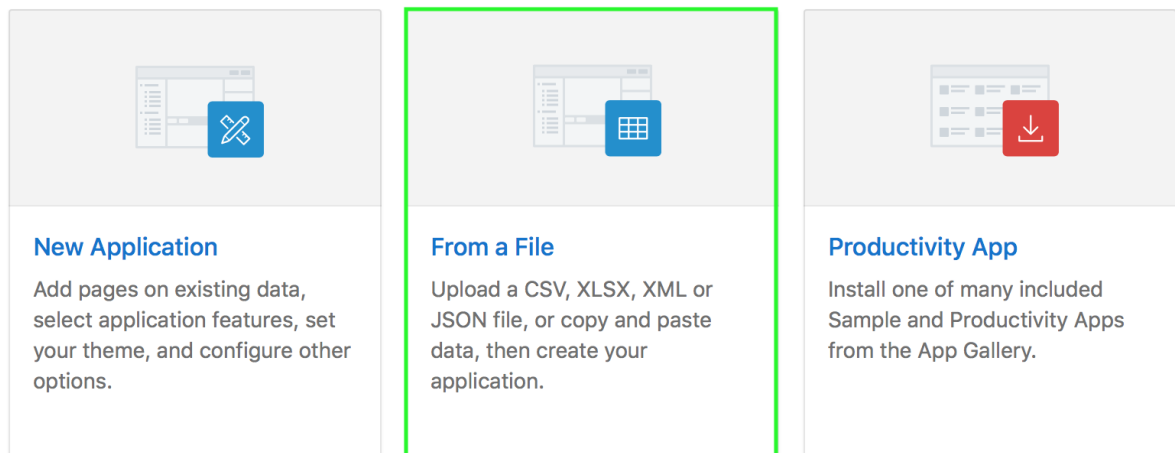 New Application
Add pages on existing data,
select application features, set
your theme, and configure other
options.
From a File
Upload a CSV, XLSX, XML or
JSON file, or copy and paste
data, then create your
application.
Productivity App
Install one of many included
Sample and Productivity Apps
from the App Gallery.